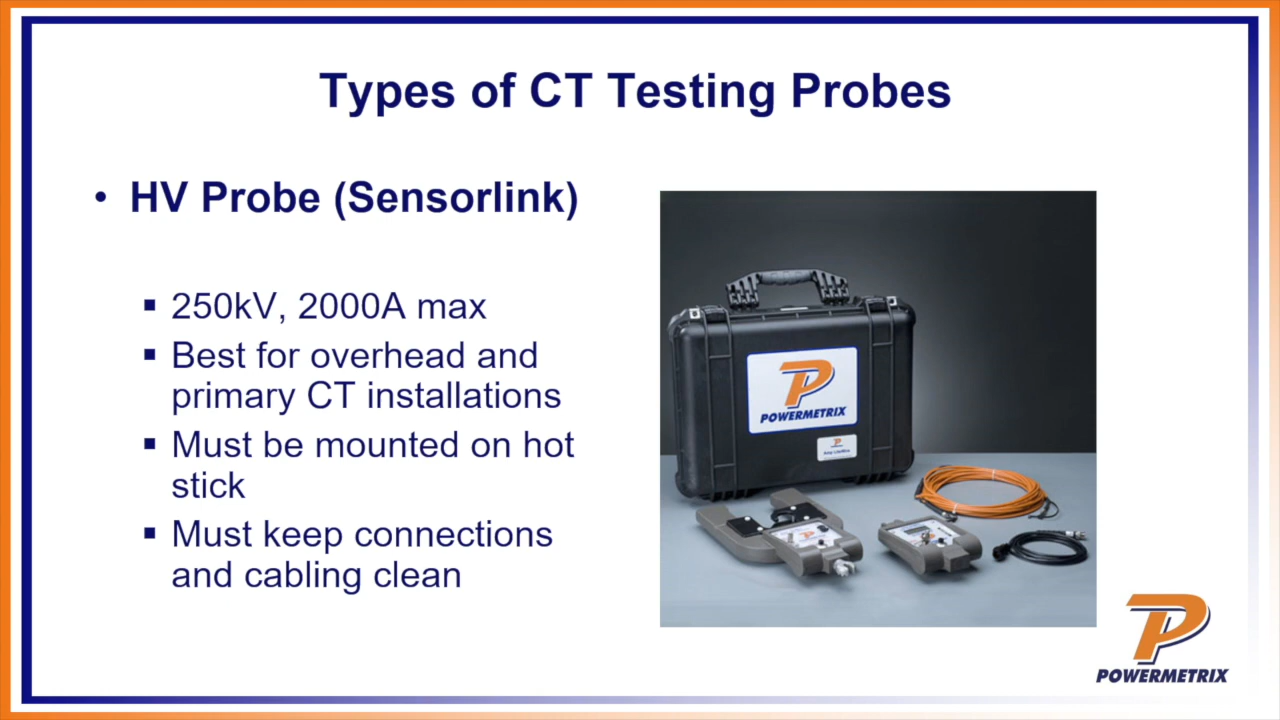 Types of CT Testing Probes
• HV Probe (Sensorlink)
▪ 250kV, 2000A max
▪ Best for overhead and
primary CT installations
▪ Must be mounted on hot
stick
▪ Must keep connections
and cabling clean
POWERMETRIX
POWERMETRIX